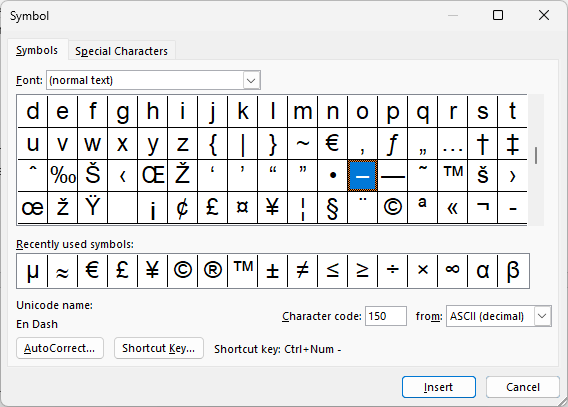 Symbol
Symbols Special Characters
Font: (normal text)
d e f g h i j k l m n o p q r s t
u v w x y z { | } ~ € ‚ ƒ „ … † ‡
ˆ ‰ Š ‹ Œ Ž ‘ ’ “ ” • – — ˜ ™ š ›
œ ž Ÿ ¡ ¢ £ ¤ ¥ ¦ § ¨ © ª « ¬ -
Recently used symbols:
µ ≈ € £ ¥ © ® ™ ± ≠ ≤ ≥ ÷ × ∞ α β
Unicode name:
En Dash
Character code: 150 from: ASCII (decimal)
AutoCorrect... Shortcut Key... Shortcut key: Ctrl+Num -
Insert Cancel